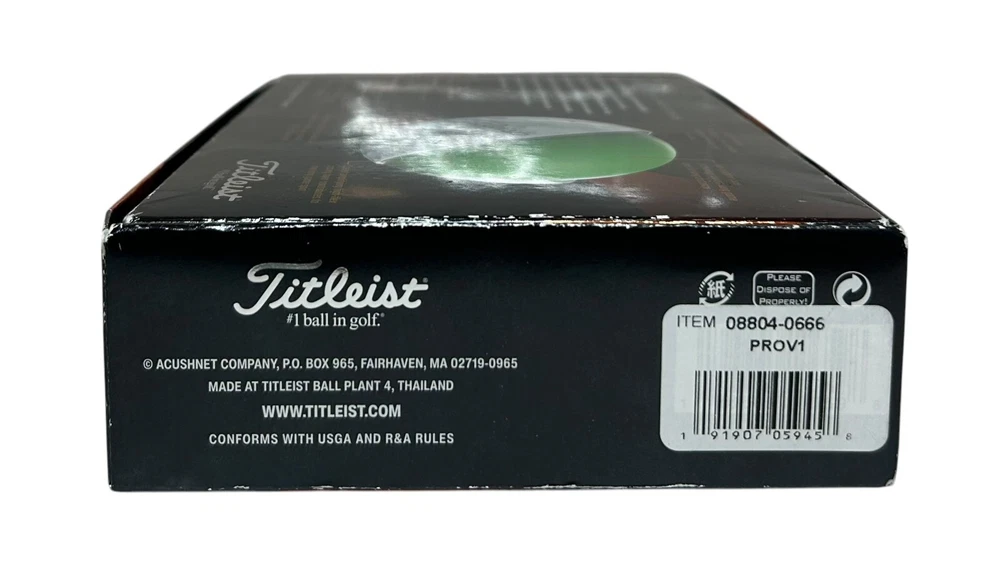 Titleist
Titleist
#1 ball in golf.®
© ACUSHNET COMPANY, P.O. BOX 965, FAIRHAVEN, MA 02719-0965
MADE AT TITLEIST BALL PLANT 4, THAILAND
WWW.TITLEIST.COM
CONFORMS WITH USGA AND R&A RULES
紙
PLEASE
DISPOSE OF
PROPERLY!
ITEM 08804-0666
PROV1
1 91907 05945 8